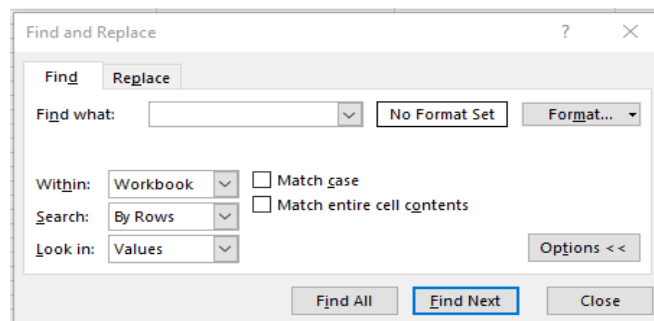 Find and Replace ? ×
Find Replace
Find what: No Format Set Format...
Within: Workbook Match case
Match entire cell contents
Search: By Rows
Look in: Values Options <<
Find All Find Next Close